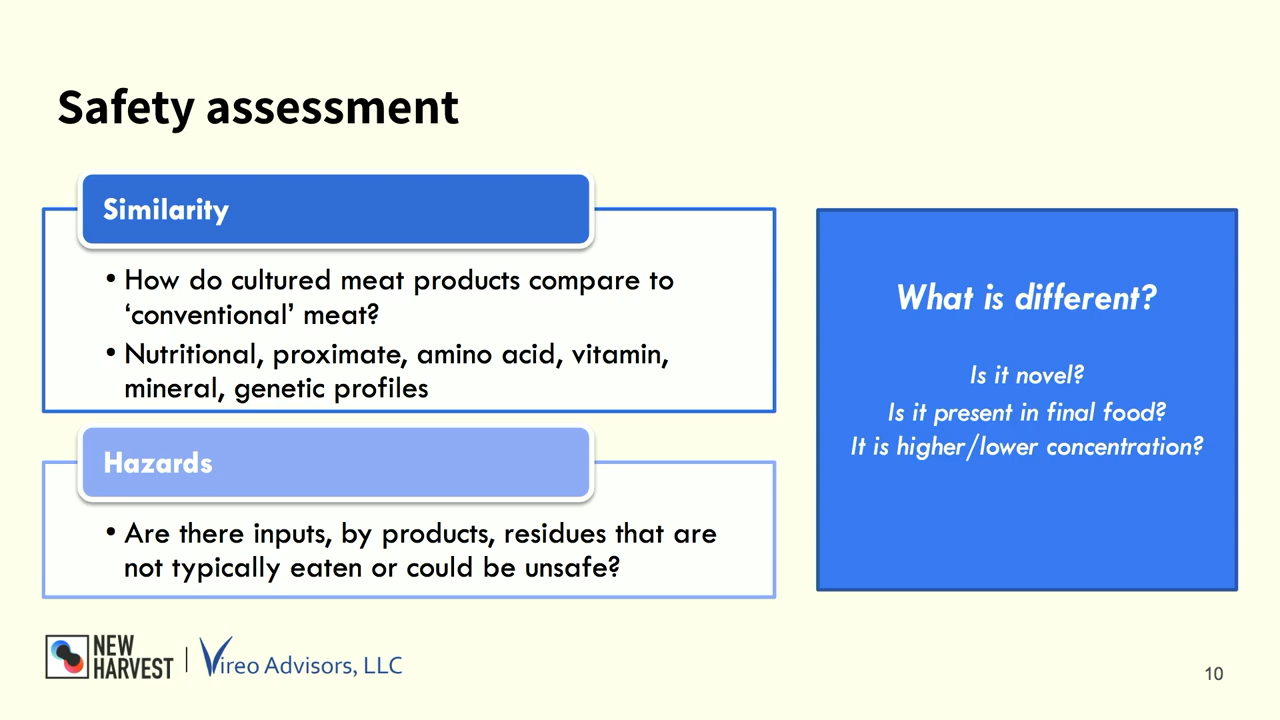 Safety assessment
Similarity
• How do cultured meat products compare to
‘conventional’ meat?
• Nutritional, proximate, amino acid, vitamin,
mineral, genetic profiles
Hazards
• Are there inputs, by products, residues that are
not typically eaten or could be unsafe?
What is different?
Is it novel?
Is it present in final food?
It is higher/lower concentration?
NEW
HARVEST
Vireo Advisors, LLC
10